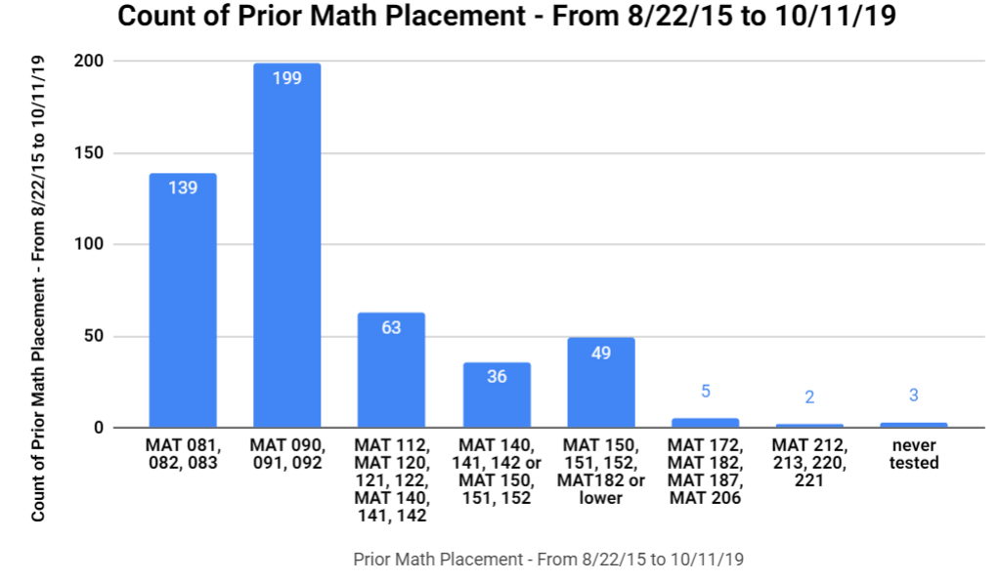 Count of Prior Math Placement - From 8/22/15 to 10/11/19
Count of Prior Math Placement - From 8/22/15 to 10/11/19
200
150
100
50
0
139
199
63
36
49
5
2
3
MAT 081,
082, 083
MAT 090,
091, 092
MAT 112,
MAT 120,
121, 122,
MAT 140,
141, 142
MAT 140,
141, 142 or
MAT 150,
151, 152
MAT 150,
151, 152,
MAT182 or
lower
MAT 172,
MAT 182,
MAT 187,
MAT 206
MAT 212,
213, 220,
221
never
tested
Prior Math Placement - From 8/22/15 to 10/11/19